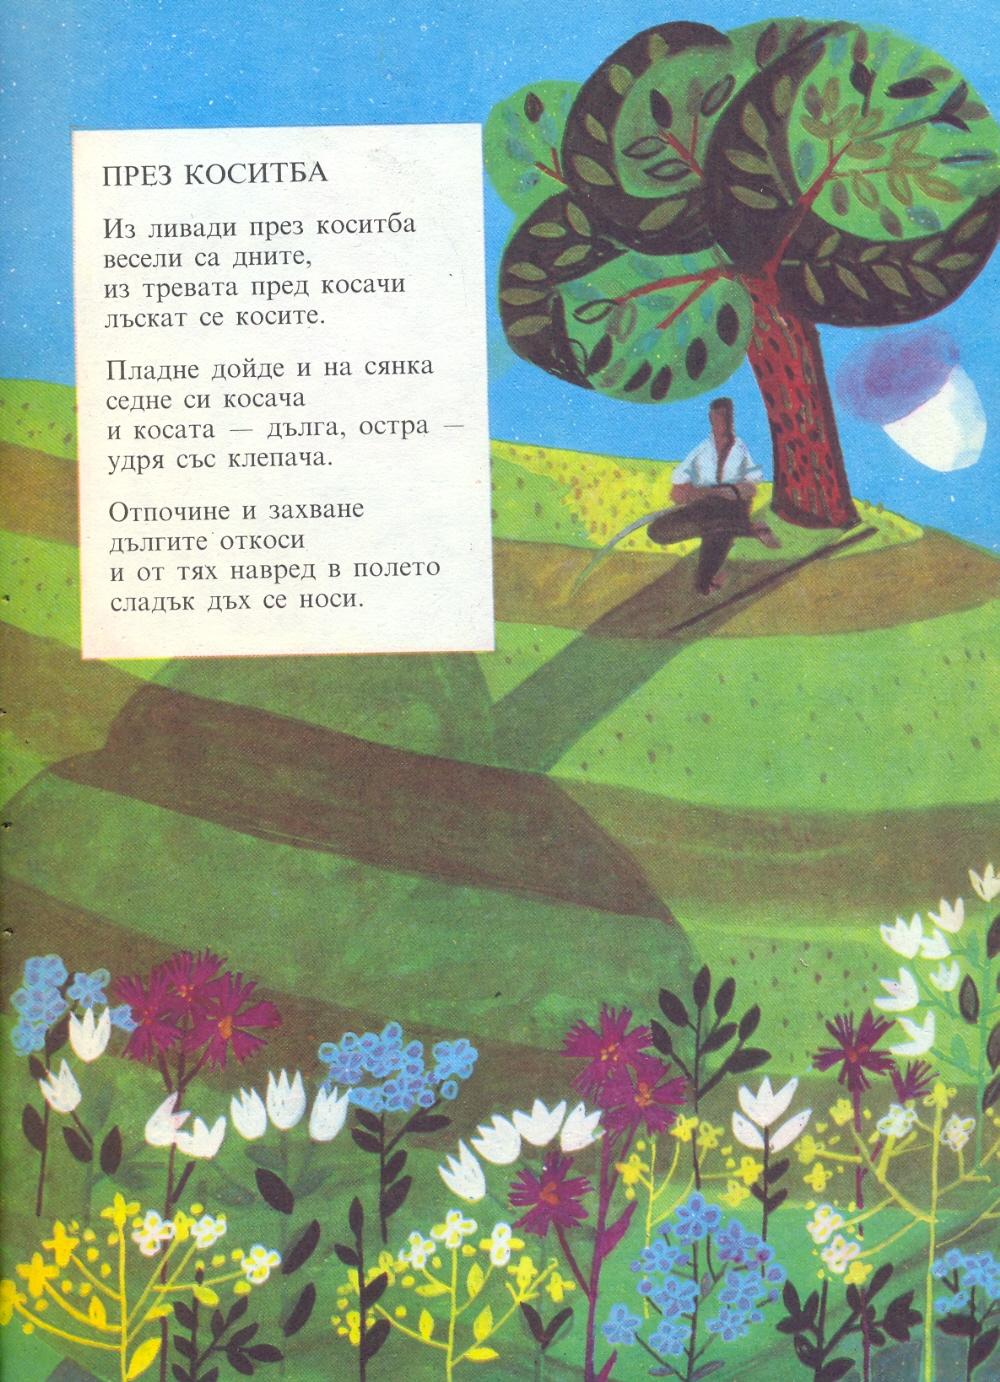 ПРЕЗ КОСИТБА
Из ливади през коситба
весели са дните,
из тревата пред косачи
лъскат се косите.
Пладне дойде и на сянка
седне си косача
и косата — дълга, остра —
удря със клепача.
Отпочине и захване
дългите откоси
и от тях навред в полето
сладък дъх се носи.